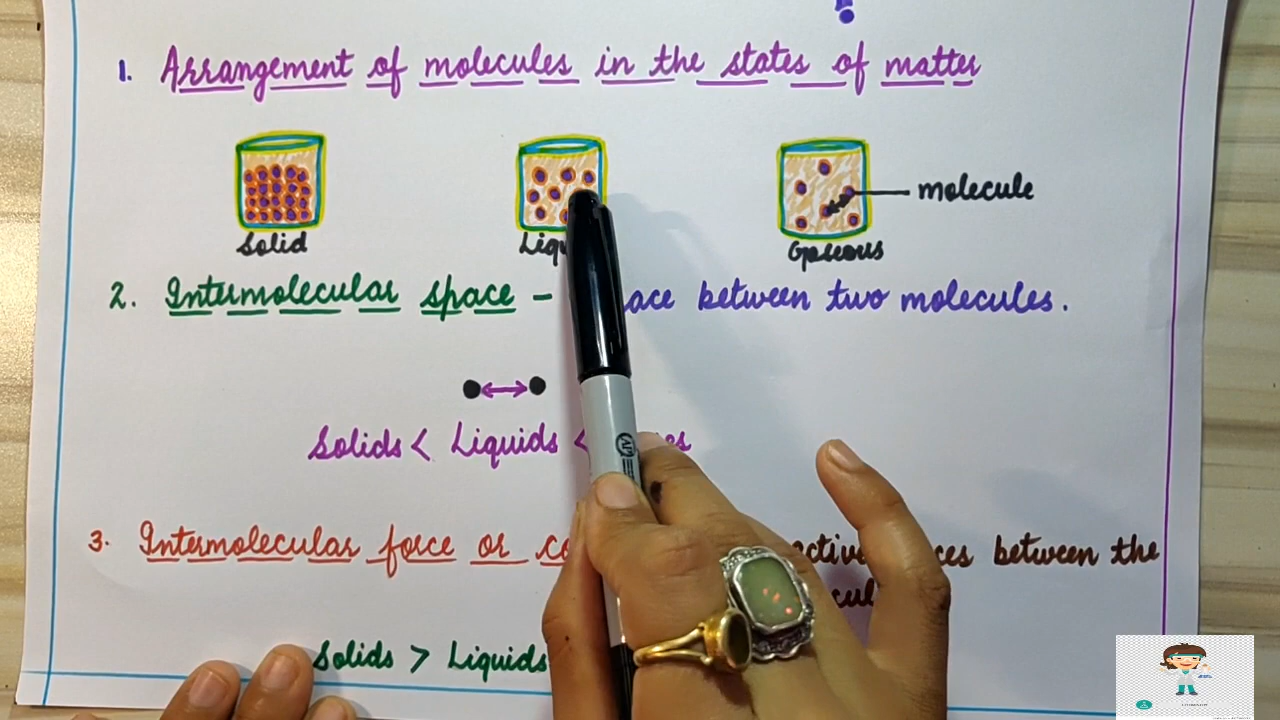 1. Arrangement of molecules in the states of matter
Solid
Gaseous
molecule
2. Intermolecular space - between two molecules.
Solids < Liquids <
3. Intermolecular force or between the
Solids > Liquids